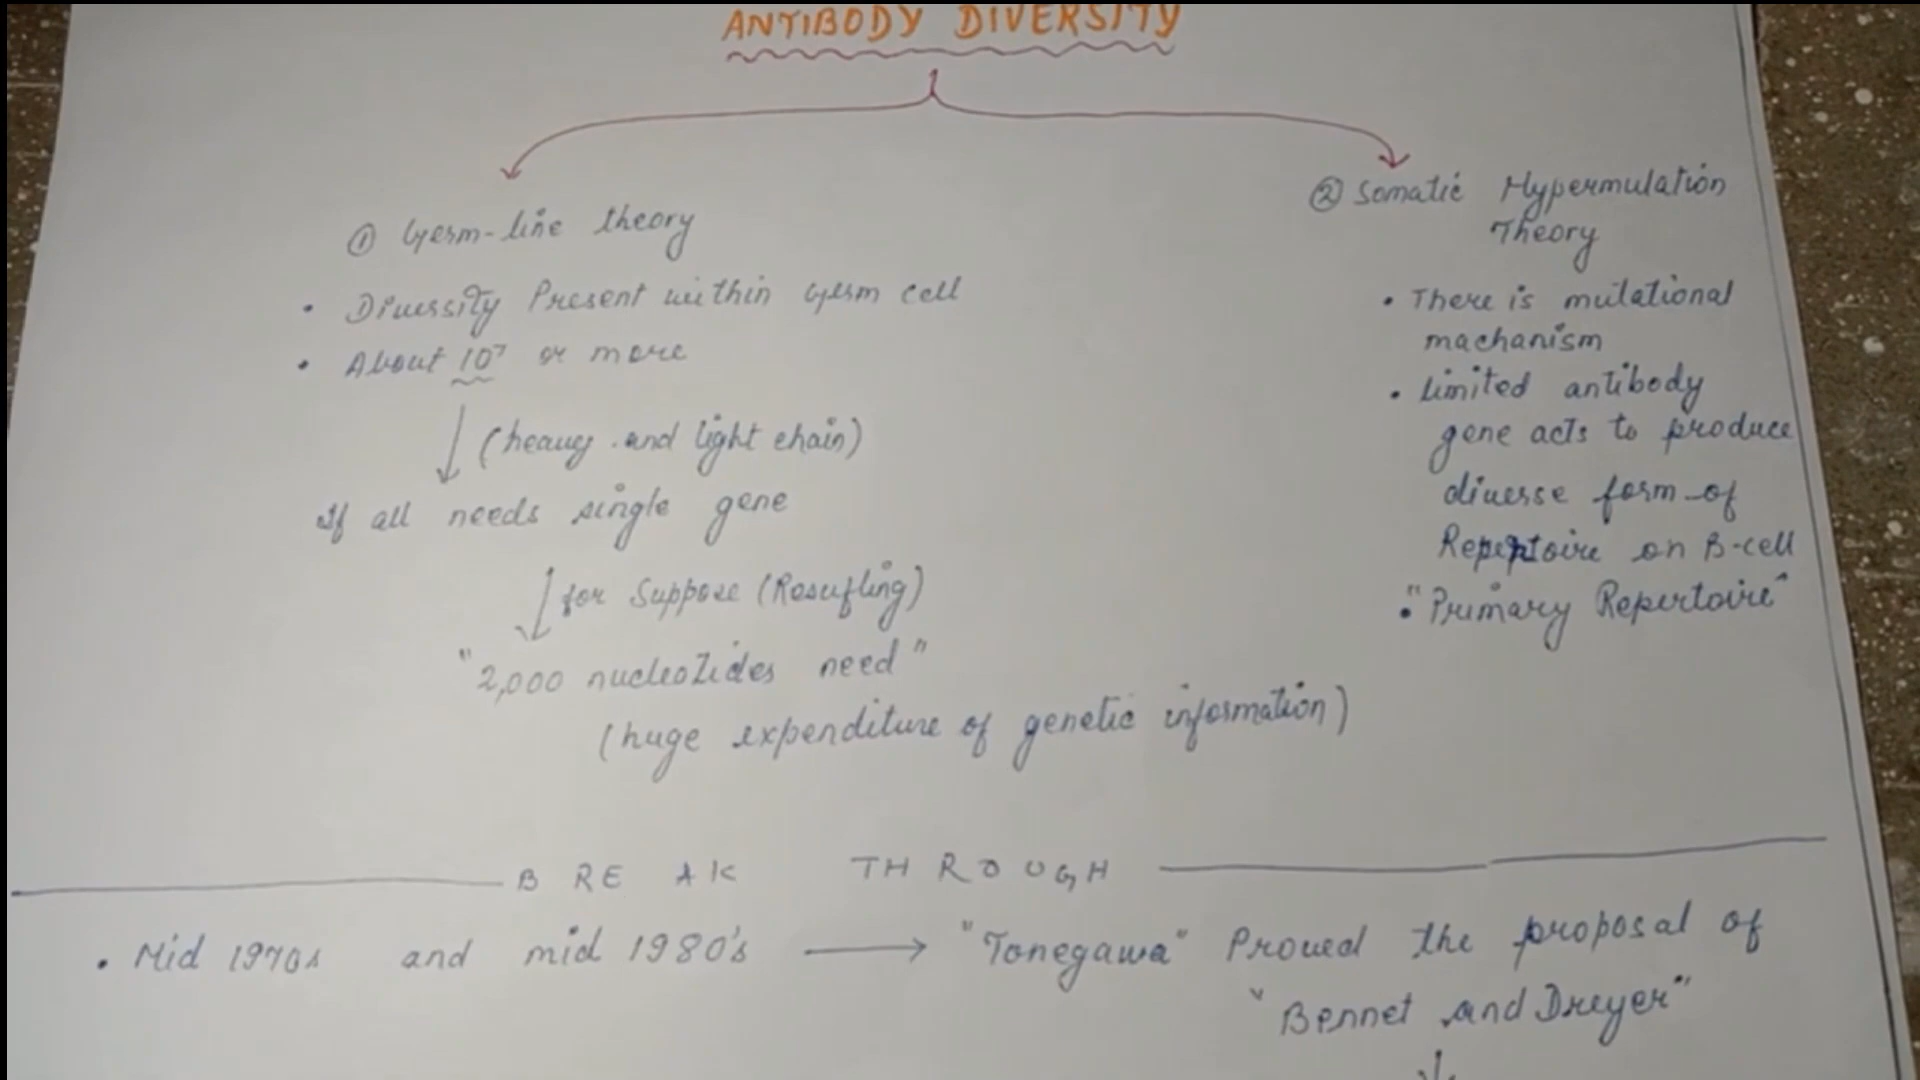 ANTIBODY DIVERSITY
① Germ-line theory
• Diversity Present within Germ cell
• About 10⁷ or more
(heavy and light chain)
If all needs single gene
for Suppose (Resufling)
"2,000 nucleotides need"
(huge expenditure of genetic information)
② Somatic Hypermutation
Theory
• There is mutational
machanism
• limited antibody
gene acts to produce
diverse form of
Repertoire on B-cell
• "Primary Repertoire"
BREAK THROUGH
• Mid 1970s and mid 1980's → "Tonegawa" Proved the proposal of
"Bennet and Dreyer"